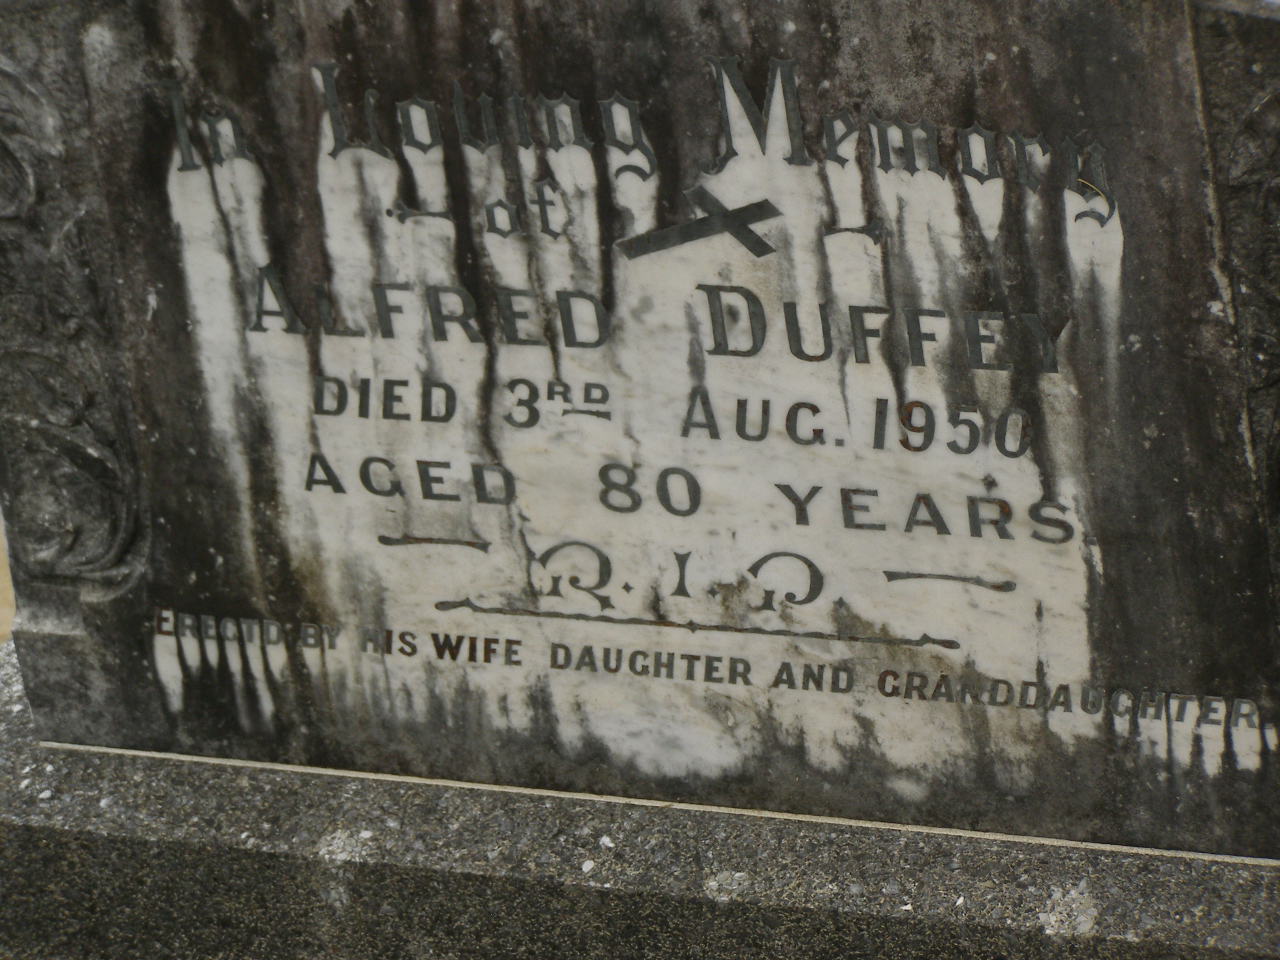 In Loving Memory
of
ALFRED DUFFEY
DIED 3RD AUG. 1950
AGED 80 YEARS
R.I.P.
ERECTD BY HIS WIFE DAUGHTER AND GRANDDAUGHTER